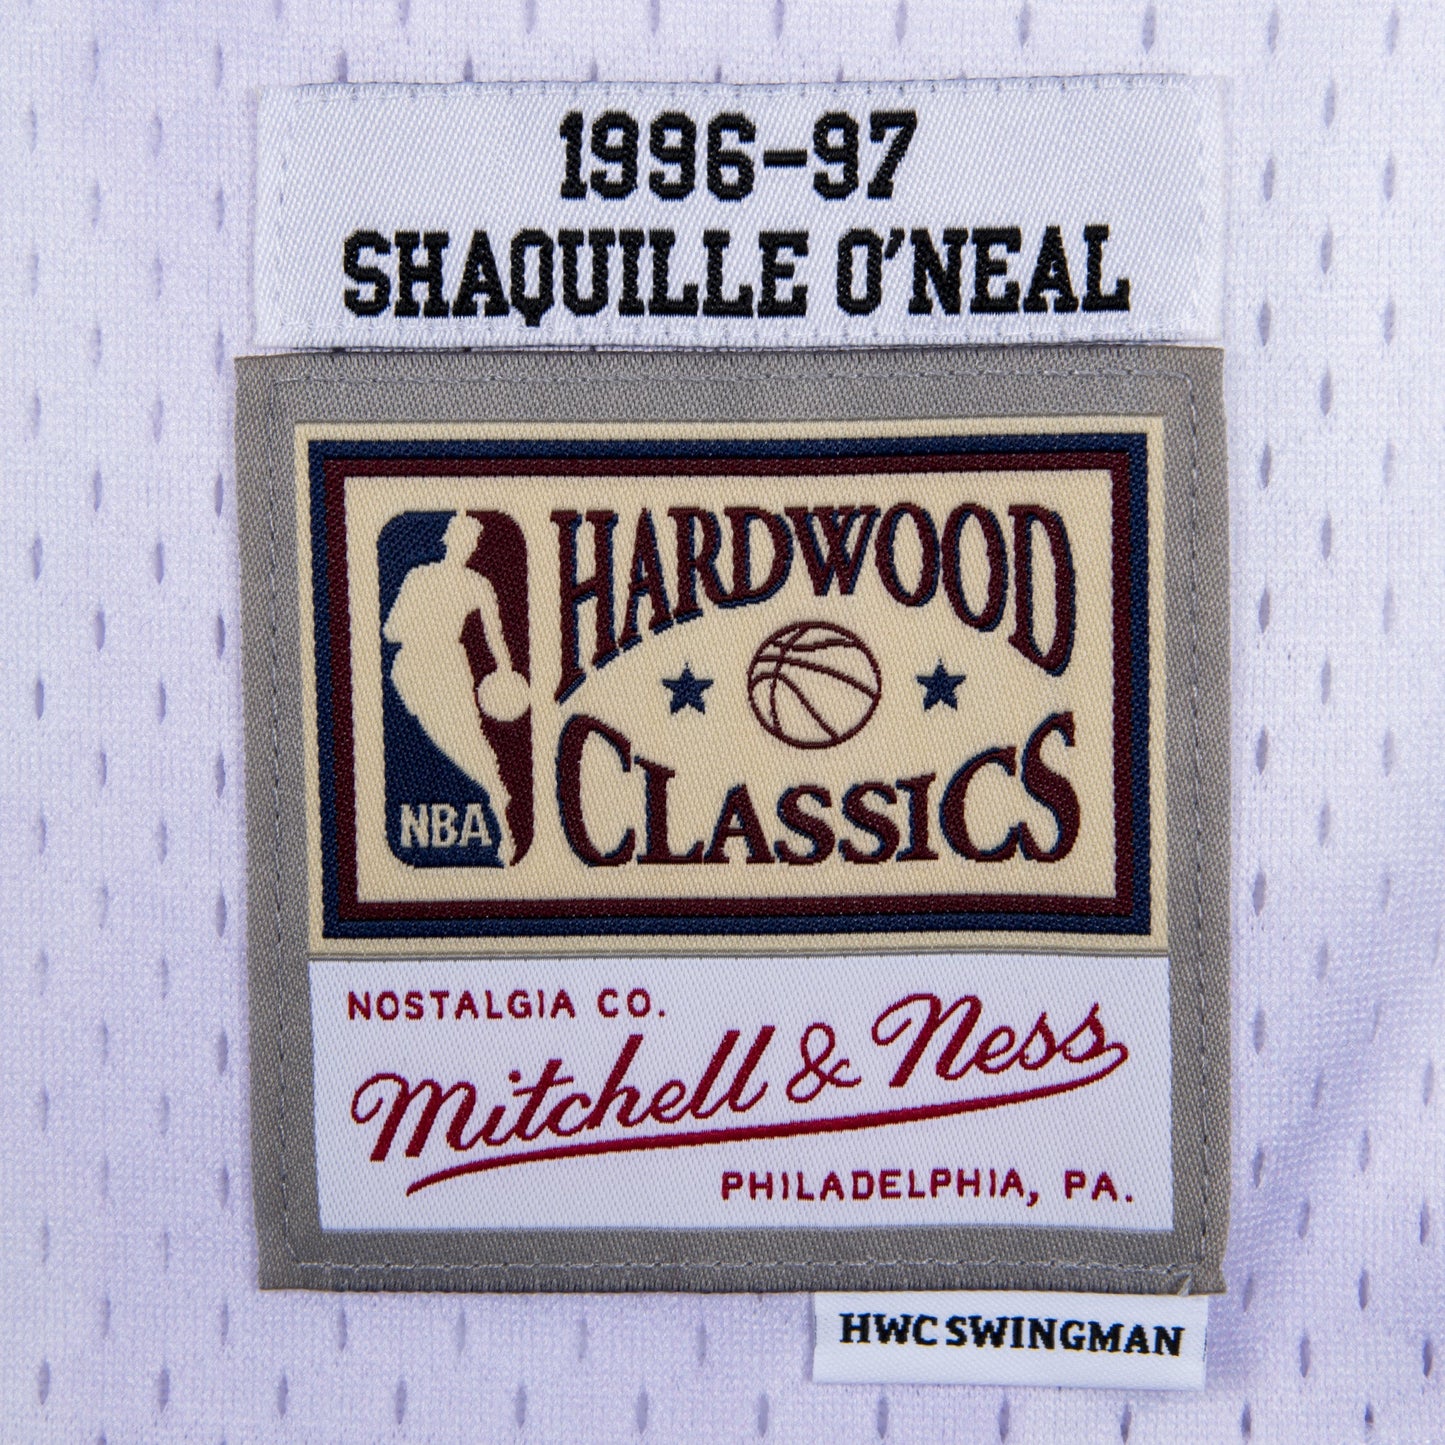 1996-97
SHAQUILLE O'NEAL
HARDWOOD
CLASSICS
NBA
NOSTALGIA CO.
Mitchell & Ness
PHILADELPHIA, PA.
HWC SWINGMAN